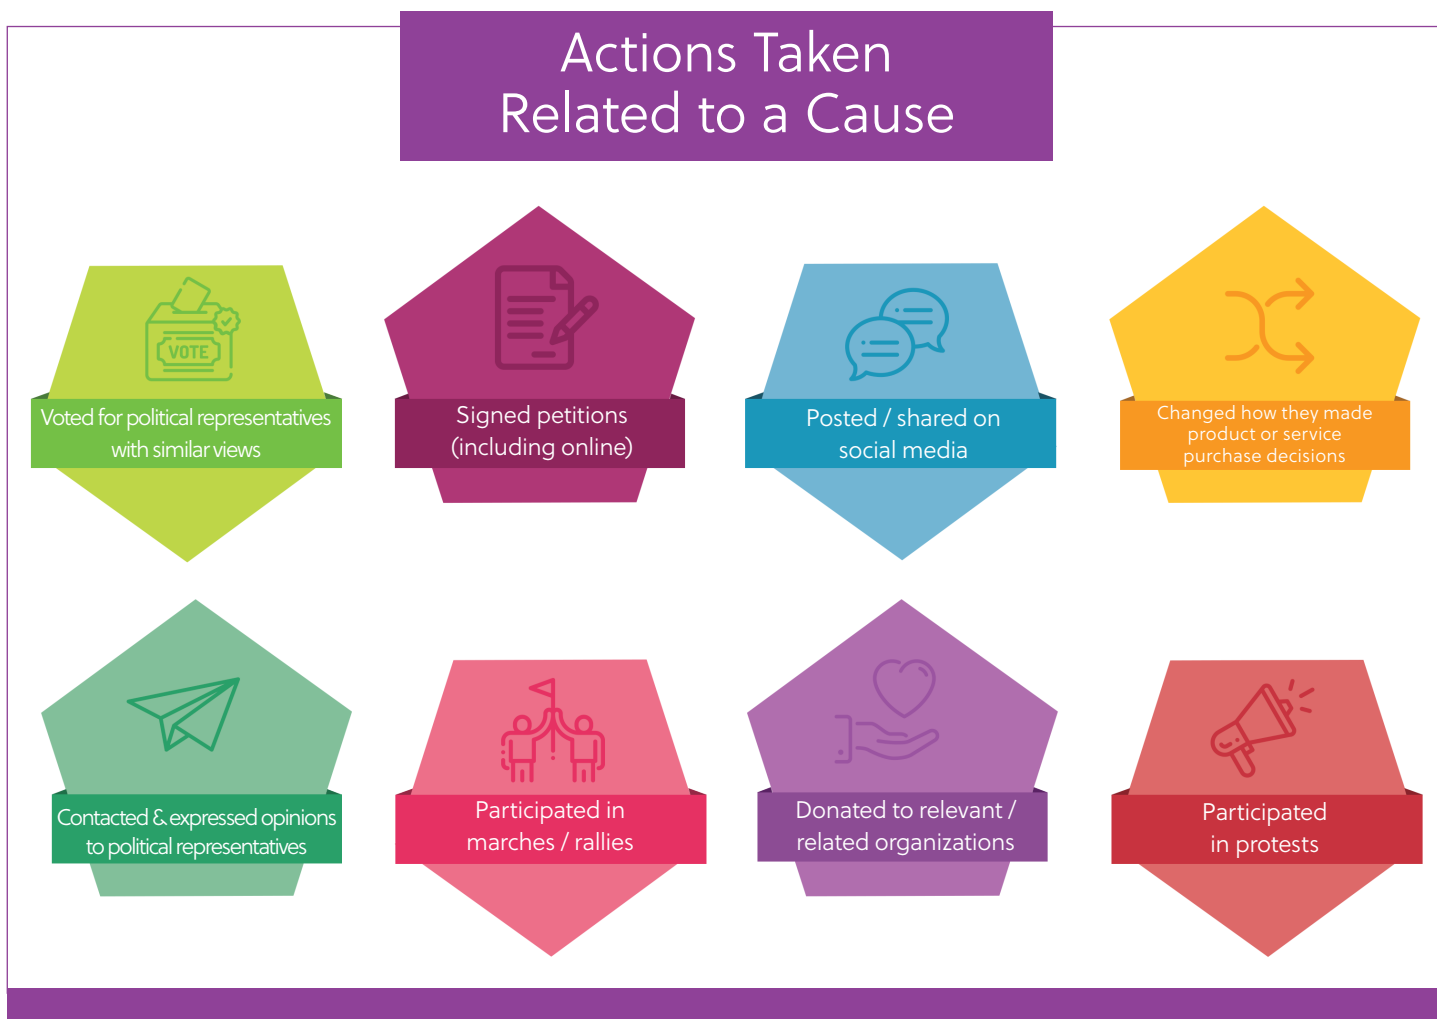 Actions Taken
Related to a Cause
VOTE
Voted for political representatives
with similar views
Signed petitions
(including online)
Posted / shared on
social media
Changed how they made
product or service
purchase decisions
Contacted & expressed opinions
to political representatives
Participated in
marches / rallies
Donated to relevant /
related organizations
Participated
in protests